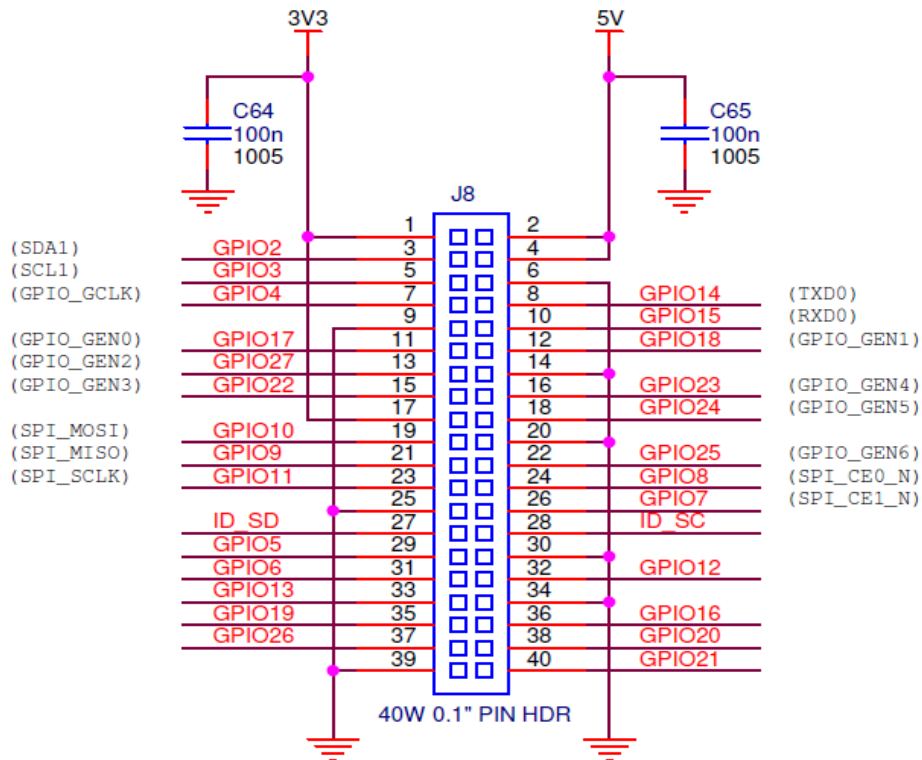 3V3 5V
C64 C65
100n 100n
1005 1005
J8
1 2
(SDA1) GPIO2 3 4
(SCL1) GPIO3 5 6
(GPIO_GCLK) GPIO4 7 8 GPIO14 (TXD0)
9 10 GPIO15 (RXD0)
(GPIO_GEN0) GPIO17 11 12 GPIO18 (GPIO_GEN1)
(GPIO_GEN2) GPIO27 13 14
(GPIO_GEN3) GPIO22 15 16 GPIO23 (GPIO_GEN4)
17 18 GPIO24 (GPIO_GEN5)
(SPI_MOSI) GPIO10 19 20
(SPI_MISO) GPIO9 21 22 GPIO25 (GPIO_GEN6)
(SPI_SCLK) GPIO11 23 24 GPIO8 (SPI_CE0_N)
25 26 GPIO7 (SPI_CE1_N)
ID_SD 27 28 ID_SC
GPIO5 29 30
GPIO6 31 32 GPIO12
GPIO13 33 34
GPIO19 35 36 GPIO16
GPIO26 37 38 GPIO20
39 40 GPIO21
40W 0.1" PIN HDR